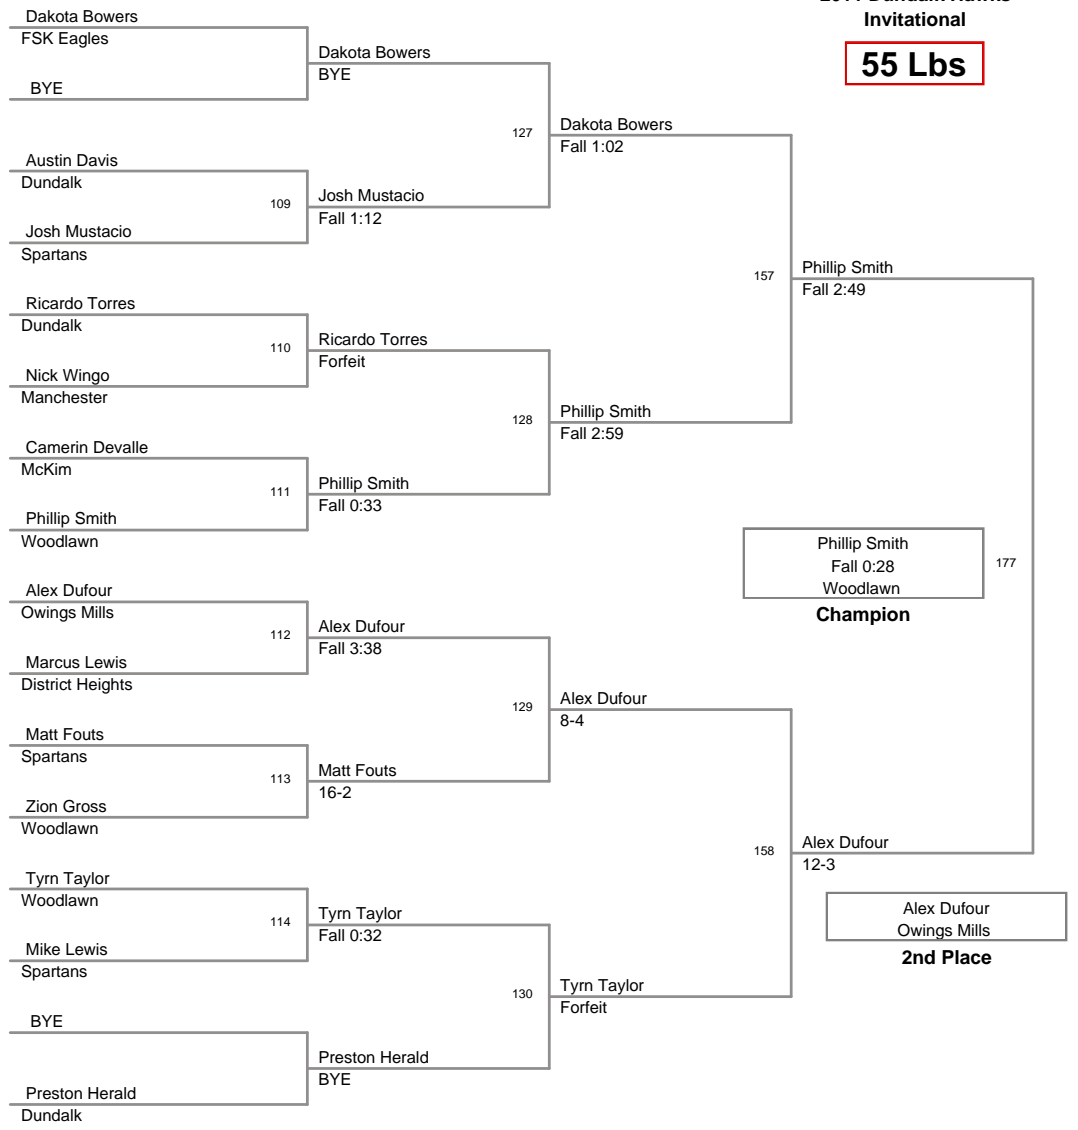 Invitational
55 Lbs
Dakota Bowers
FSK Eagles
BYE
Austin Davis
Dundalk
Josh Mustacio
Spartans
Ricardo Torres
Dundalk
Nick Wingo
Manchester
Camerin Devalle
McKim
Phillip Smith
Woodlawn
Alex Dufour
Owings Mills
Marcus Lewis
District Heights
Matt Fouts
Spartans
Zion Gross
Woodlawn
Tyrn Taylor
Woodlawn
Mike Lewis
Spartans
BYE
Preston Herald
Dundalk
109
110
111
112
113
114
Dakota Bowers
BYE
Josh Mustacio
Fall 1:12
Ricardo Torres
Forfeit
Phillip Smith
Fall 0:33
Alex Dufour
Fall 3:38
Matt Fouts
16-2
Tyrn Taylor
Fall 0:32
Preston Herald
BYE
127
128
129
130
Dakota Bowers
Fall 1:02
Phillip Smith
Fall 2:59
Alex Dufour
8-4
Tyrn Taylor
Forfeit
157
158
Phillip Smith
Fall 2:49
Alex Dufour
12-3
177
Phillip Smith
Fall 0:28
Woodlawn
Champion
Alex Dufour
Owings Mills
2nd Place